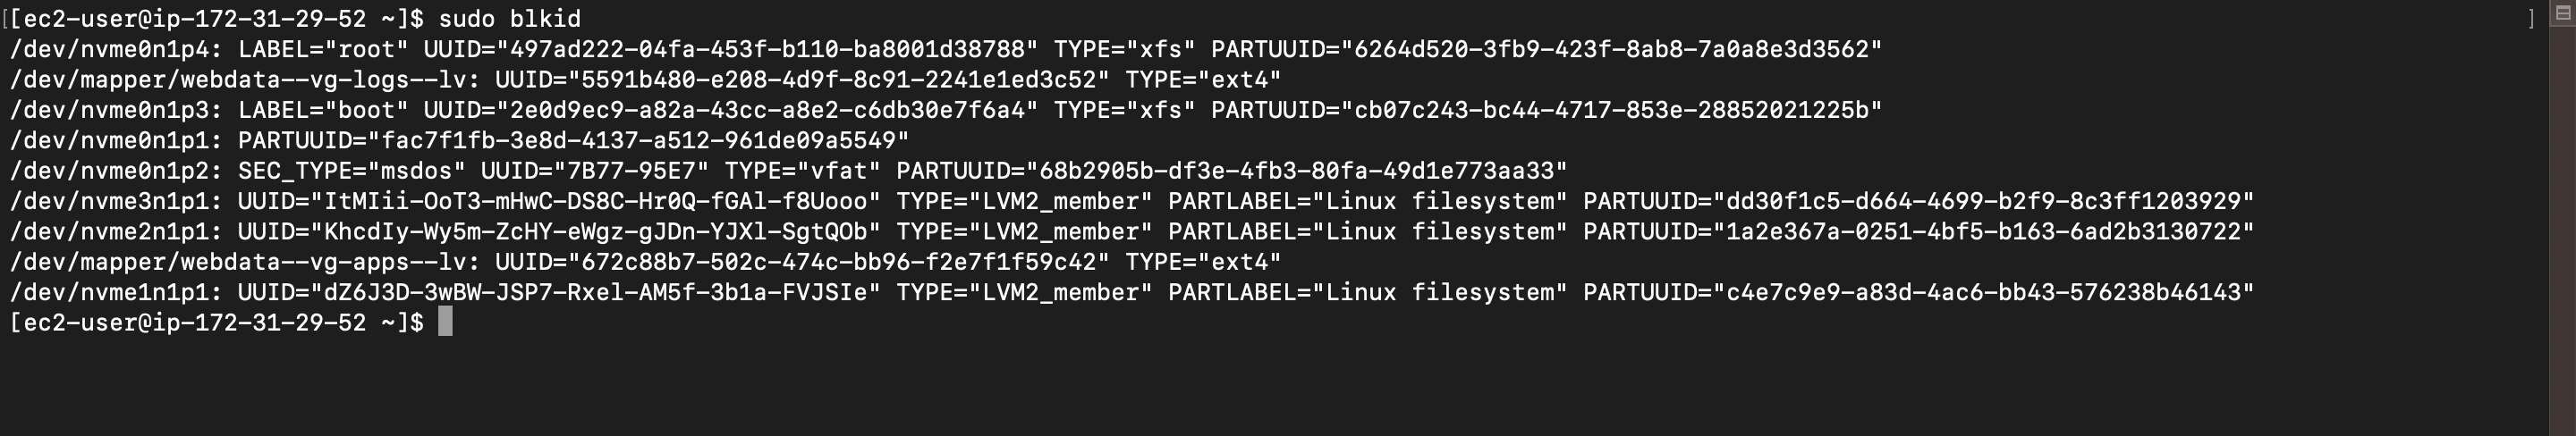 [[ec2-user@ip-172-31-29-52 ~]$ sudo blkid ]
/dev/nvme0n1p4: LABEL="root" UUID="497ad222-04fa-453f-b110-ba8001d38788" TYPE="xfs" PARTUUID="6264d520-3fb9-423f-8ab8-7a0a8e3d3562"
/dev/mapper/webdata--vg-logs--lv: UUID="5591b480-e208-4d9f-8c91-2241e1ed3c52" TYPE="ext4"
/dev/nvme0n1p3: LABEL="boot" UUID="2e0d9ec9-a82a-43cc-a8e2-c6db30e7f6a4" TYPE="xfs" PARTUUID="cb07c243-bc44-4717-853e-28852021225b"
/dev/nvme0n1p1: PARTUUID="fac7f1fb-3e8d-4137-a512-961de09a5549"
/dev/nvme0n1p2: SEC_TYPE="msdos" UUID="7B77-95E7" TYPE="vfat" PARTUUID="68b2905b-df3e-4fb3-80fa-49d1e773aa33"
/dev/nvme3n1p1: UUID="ItMIii-OoT3-mHwC-DS8C-Hr0Q-fGAl-f8Uooo" TYPE="LVM2_member" PARTLABEL="Linux filesystem" PARTUUID="dd30f1c5-d664-4699-b2f9-8c3ff1203929"
/dev/nvme2n1p1: UUID="KhcdIy-Wy5m-ZcHY-eWgz-gJDn-YJXl-SgtQOb" TYPE="LVM2_member" PARTLABEL="Linux filesystem" PARTUUID="1a2e367a-0251-4bf5-b163-6ad2b3130722"
/dev/mapper/webdata--vg-apps--lv: UUID="672c88b7-502c-474c-bb96-f2e7f1f59c42" TYPE="ext4"
/dev/nvme1n1p1: UUID="dZ6J3D-3wBW-JSP7-Rxel-AM5f-3b1a-FVJSIe" TYPE="LVM2_member" PARTLABEL="Linux filesystem" PARTUUID="c4e7c9e9-a83d-4ac6-bb43-576238b46143"
[ec2-user@ip-172-31-29-52 ~]$